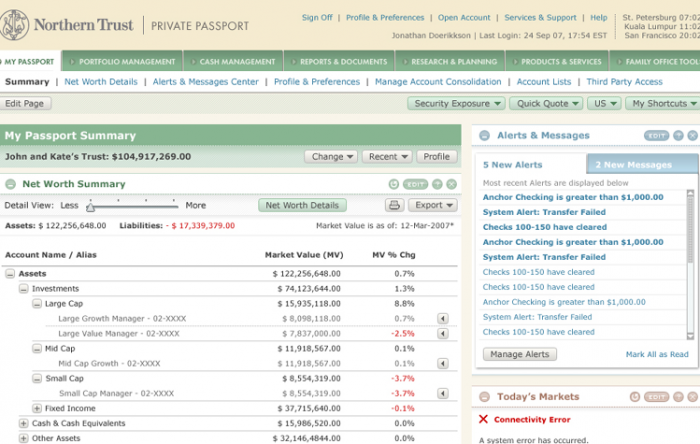 Northern Trust | PRIVATE PASSPORT
Sign Off | Profile & Preferences | Open Account | Services & Support | Help
Jonathan Doerikkson | Last Login: 24 Sep 07, 17:54 EST
St. Petersburg 07:0
Kuala Lumpur 11:0
San Francisco 20:0
MY PASSPORT
PORTFOLIO MANAGEMENT
CASH MANAGEMENT
REPORTS & DOCUMENTS
RESEARCH & PLANNING
PRODUCTS & SERVICES
FAMILY OFFICE TOOL
Summary | Net Worth Details | Alerts & Messages Center | Profile & Preferences | Manage Account Consolidation | Account Lists | Third Party Access
Edit Page
Security Exposure
Quick Quote
US
My Shortcuts
My Passport Summary
John and Kate's Trust: $104,917,269.00
Change
Recent
Profile
Net Worth Summary
EDIT
Detail View: Less
More
Net Worth Details
Export
Assets: $ 122,256,648.00 Liabilities: - $ 17,339,379.00
Market Value is as of: 12-Mar-2007*
Account Name / Alias Market Value (MV) MV % Chg
Assets $ 122,256,648.00 0.7%
Investments $ 74,123,644.00 1.3%
Large Cap $ 15,935,118.00 8.8%
Large Growth Manager - 02-XXXX $ 8,098,118.00 0.7%
Large Value Manager - 02-XXXX $ 7,837,000.00 -2.5%
Mid Cap $ 11,918,567.00 0.1%
Mid Cap Growth - 02-XXXX $ 11,918,567.00 0.1%
Small Cap $ 8,554,319.00 -3.7%
Small Cap Manager - 02-XXXX $ 8,554,319.00 -3.7%
Fixed Income $ 37,715,640.00 -0.1%
Cash & Cash Equivalents $ 15,986,520.00 0.0%
Other Assets $ 32,146,4844.00 0.0%
Alerts & Messages
EDIT
5 New Alerts
2 New Messages
Most recent Alerts are displayed below
Anchor Checking is greater than $1,000.00
System Alert: Transfer Failed
Checks 100-150 have cleared
Anchor Checking is greater than $1,000.00
System Alert: Transfer Failed
Checks 100-150 have cleared
Checks 100-150 have cleared
Anchor Checking is greater than $1,000.00
System Alert: Transfer Failed
Checks 100-150 have cleared
Manage Alerts
Mark All as Read
Today's Markets
EDIT
Connectivity Error
A system error has occurred.